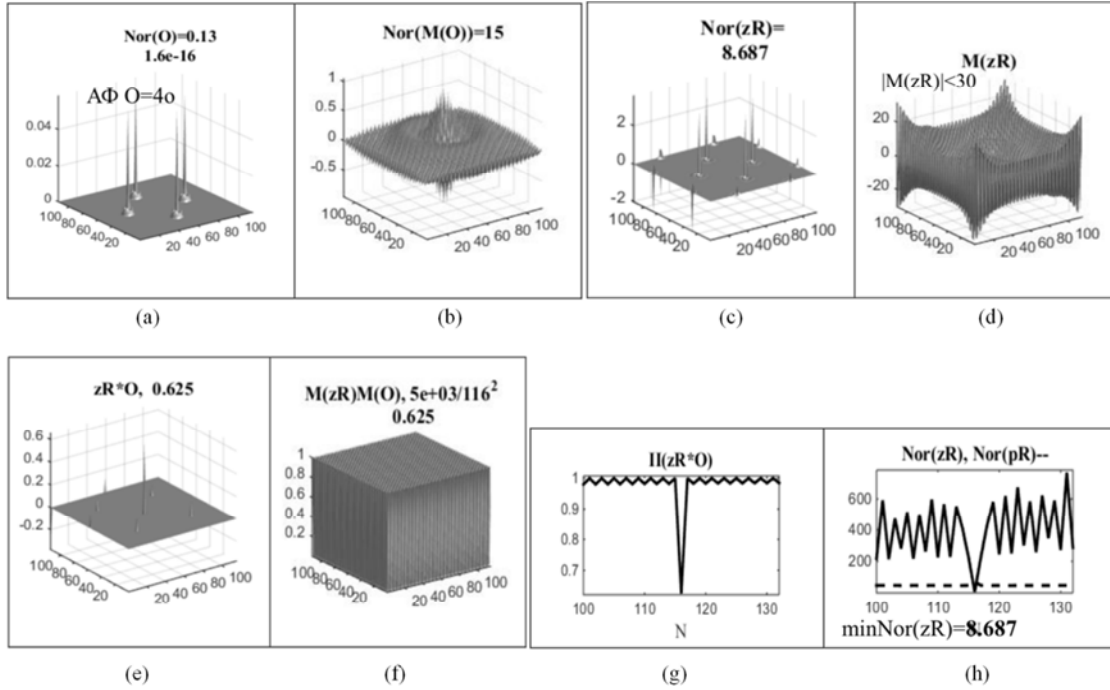 Nor(O)=0.13
1.6e-16
АФ O=4o
0.04
0.02
0
100
80
60
40
20
20 40 60 80 100
Nor(M(O))=15
1
0.5
0
-0.5
100
80
60
40
20
20 40 60 80 100
Nor(zR)=
8.687
2
0
-2
100
80
60
40
20
20 40 60 80 100
M(zR)
|M(zR)|<30
20
0
-20
100
80
60
40
20
20 40 60 80 100
(a)
(b)
(c)
(d)
zR*O, 0.625
0.6
0.4
0.2
0
-0.2
100
80
60
40
20
20 40 60 80 100
M(zR)M(O), 5e+03/116²
0.625
1
0.8
0.6
0.4
0.2
100
80
60
40
20
20 40 60 80 100
II(zR*O)
1
0.9
0.8
0.7
100 110 120 130
N
Nor(zR), Nor(pR)--
600
400
200
100 110 120 130
minNor(zR)=8.687
(e)
(f)
(g)
(h)